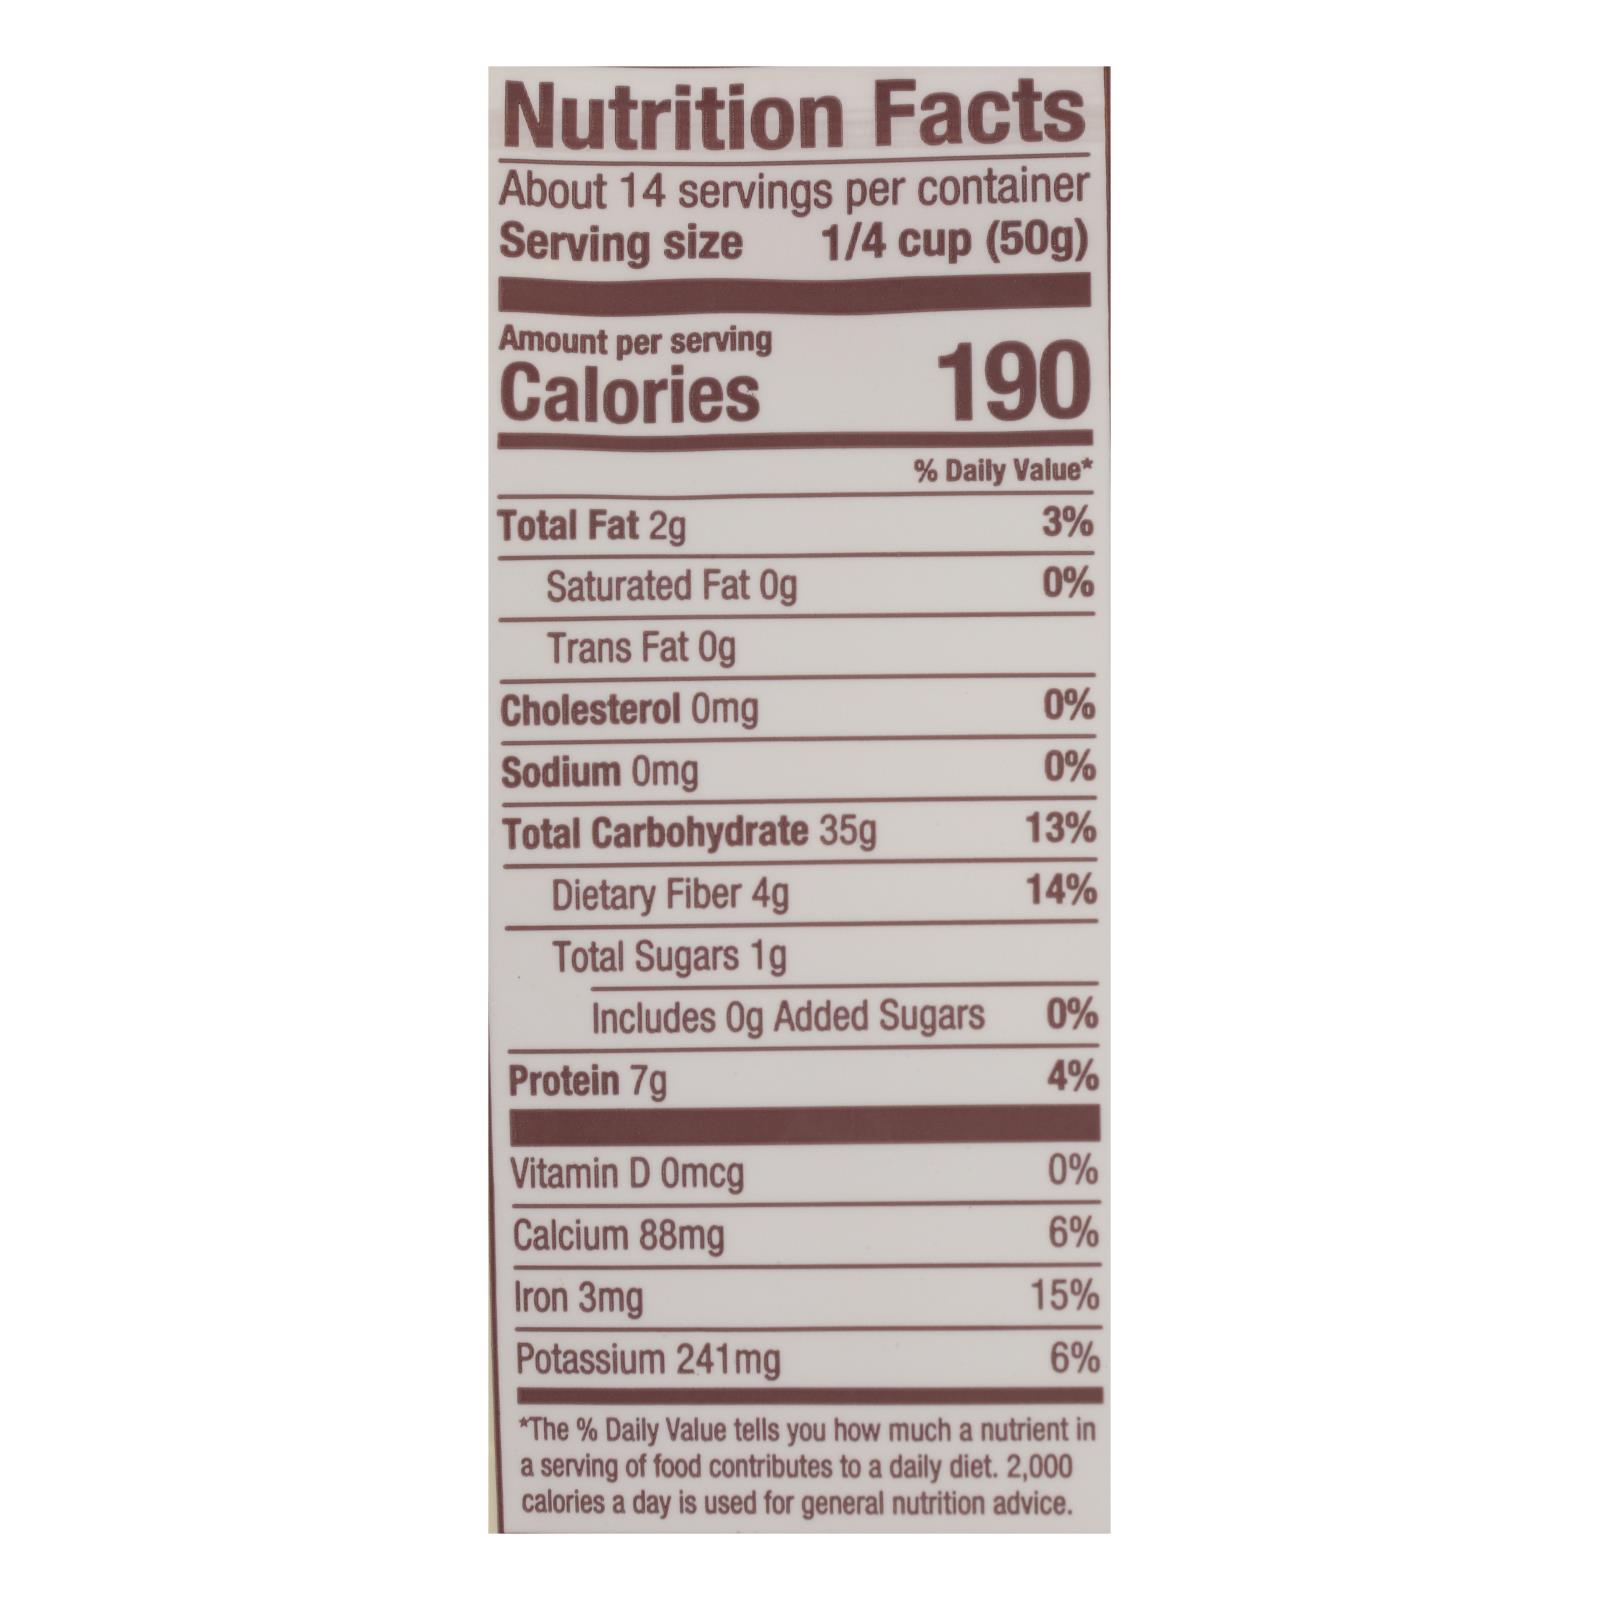 Nutrition Facts
About 14 servings per container
Serving size 1/4 cup (50g)
Amount per serving
Calories 190
% Daily Value*
Total Fat 2g 3%
Saturated Fat 0g 0%
Trans Fat 0g
Cholesterol 0mg 0%
Sodium 0mg 0%
Total Carbohydrate 35g 13%
Dietary Fiber 4g 14%
Total Sugars 1g
Includes 0g Added Sugars 0%
Protein 7g 4%
Vitamin D 0mcg 0%
Calcium 88mg 6%
Iron 3mg 15%
Potassium 241mg 6%
*The % Daily Value tells you how much a nutrient in
a serving of food contributes to a daily diet. 2,000
calories a day is used for general nutrition advice.